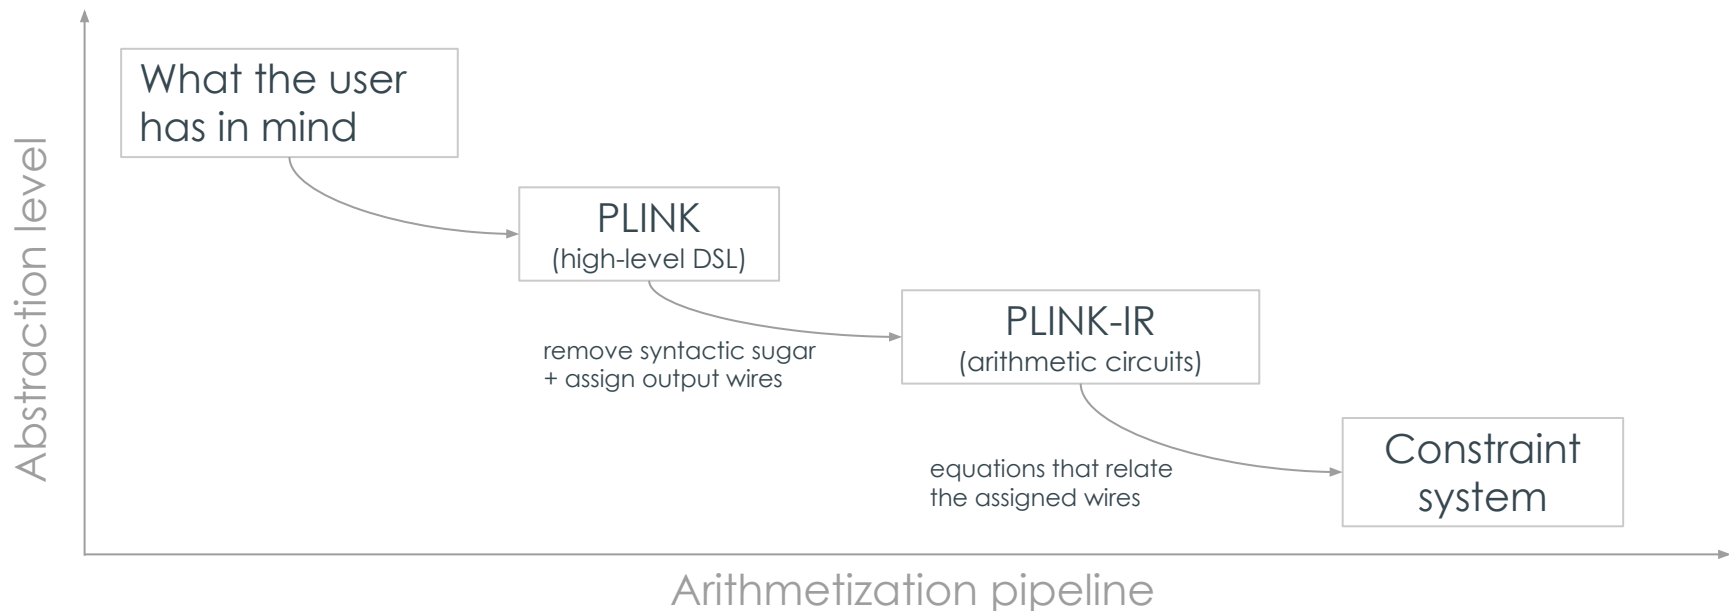 Abstraction level
What the user
has in mind
PLINK
(high-level DSL)
remove syntactic sugar
+ assign output wires
PLINK-IR
(arithmetic circuits)
equations that relate
the assigned wires
Constraint
system
Arithmetization pipeline